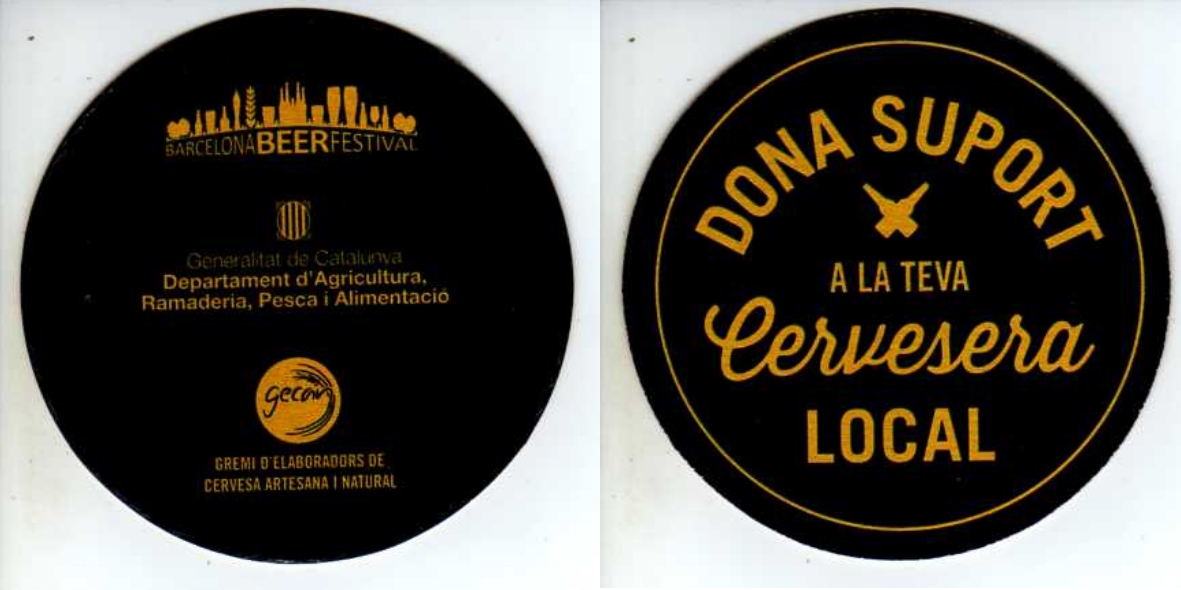 BARCELONABEERFESTIVAL
Generalitat de Catalunya
Departament d'Agricultura,
Ramaderia, Pesca i Alimentació
gecan
GREMI D'ELABORADORS DE
CERVESA ARTESANA I NATURAL
DONA SUPORT
A LA TEVA
Cervesera
LOCAL